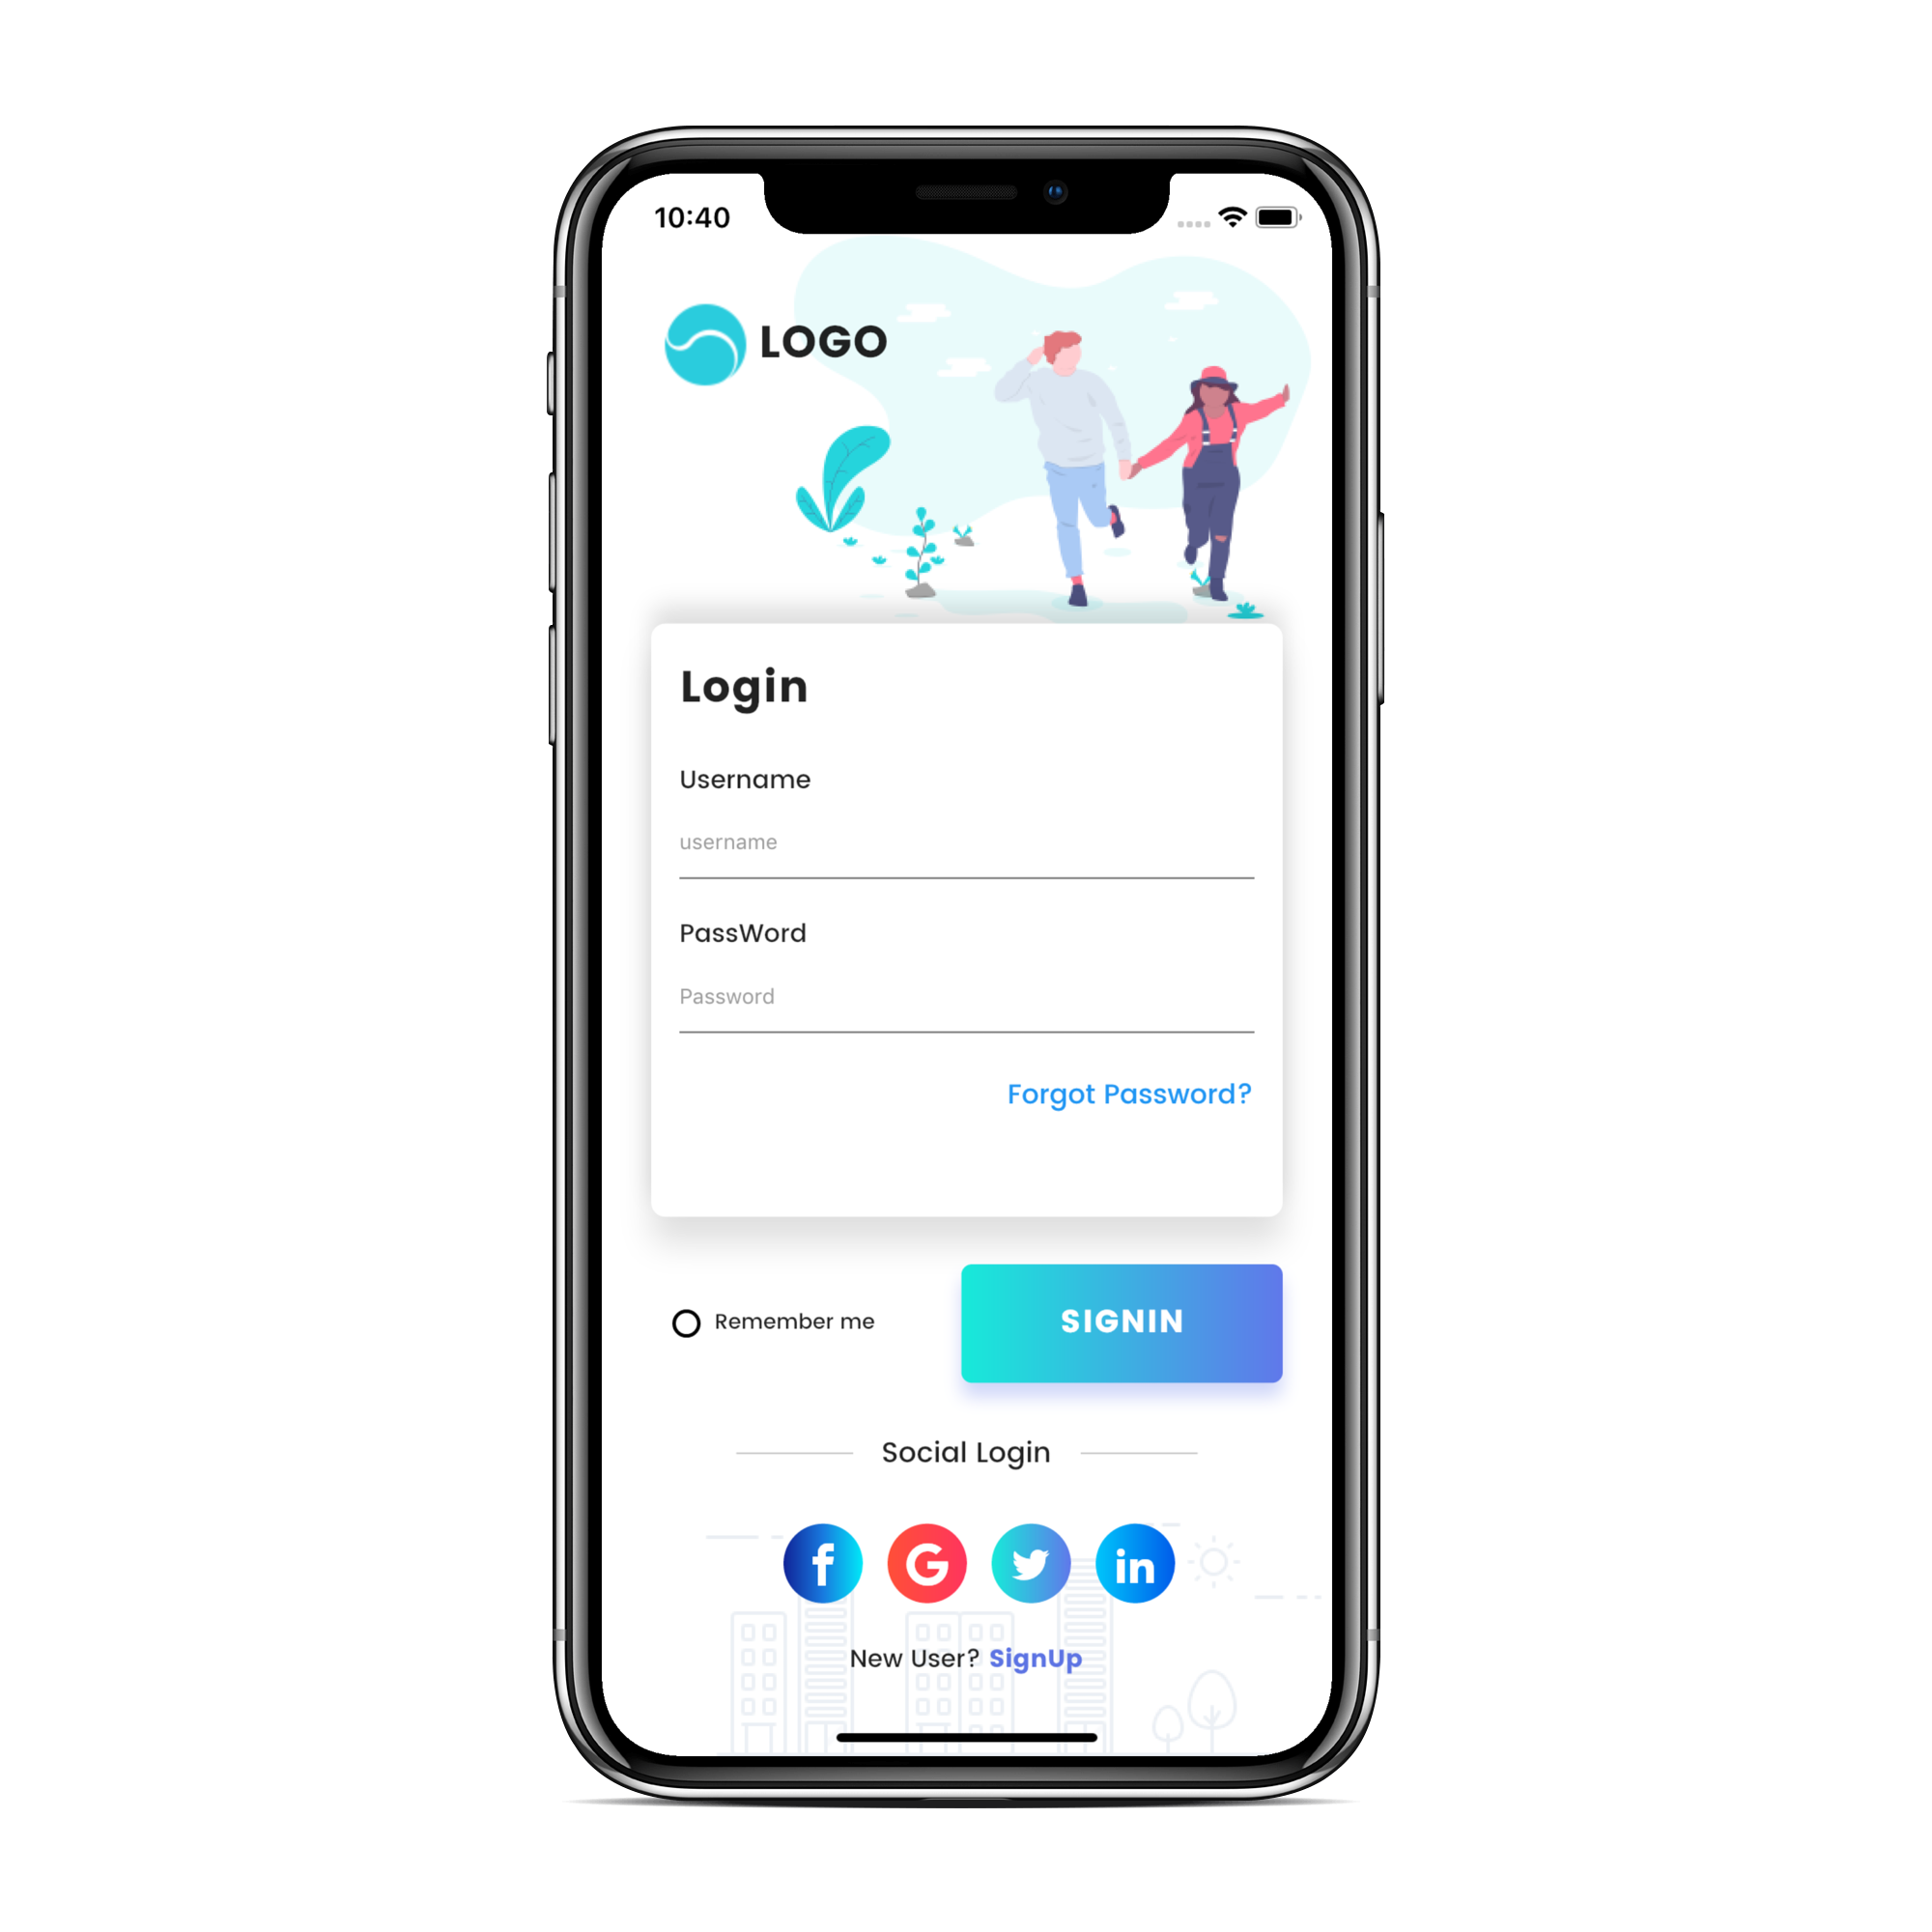 10:40
LOGO
Login
Username
username
PassWord
Password
Forgot Password?
Remember me
SIGNIN
Social Login
f G in
New User? SignUp